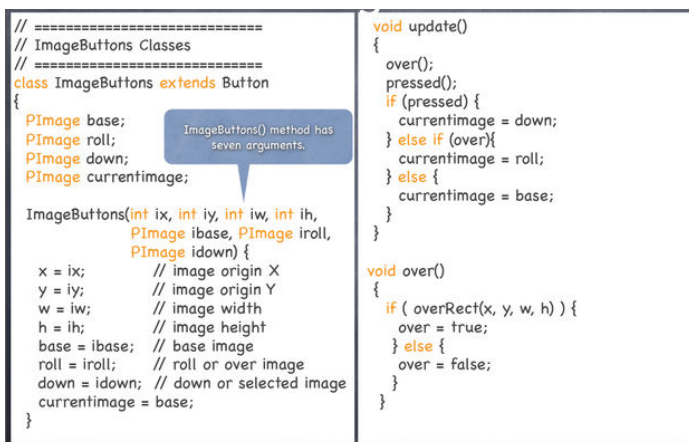 // =============================
// ImageButtons Classes
// =============================
class ImageButtons extends Button
{
PImage base;
PImage roll;
PImage down;
PImage currentimage;
ImageButtons() method has
seven arguments.
ImageButtons(int ix, int iy, int iw, int ih,
PImage ibase, PImage iroll,
PImage idown) {
x = ix; // image origin X
y = iy; // image origin Y
w = iw; // image width
h = ih; // image height
base = ibase; // base image
roll = iroll; // roll or over image
down = idown; // down or selected image
currentimage = base;
}
void update()
{
over();
pressed();
if (pressed) {
currentimage = down;
} else if (over){
currentimage = roll;
} else {
currentimage = base;
}
}
void over()
{
if ( overRect(x, y, w, h) ) {
over = true;
} else {
over = false;
}
}